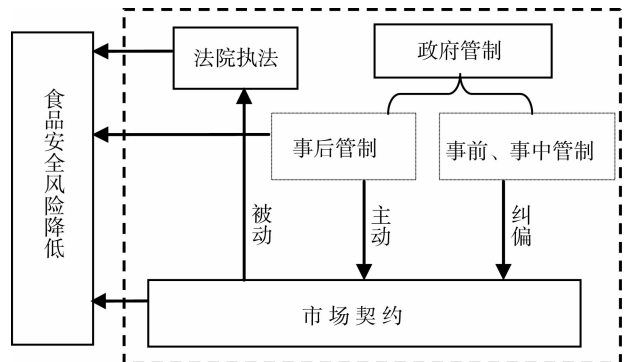 法院执法
政府管制
食品安全风险降低
事后管制
事前、事中管制
被动
主动
纠偏
市场契约